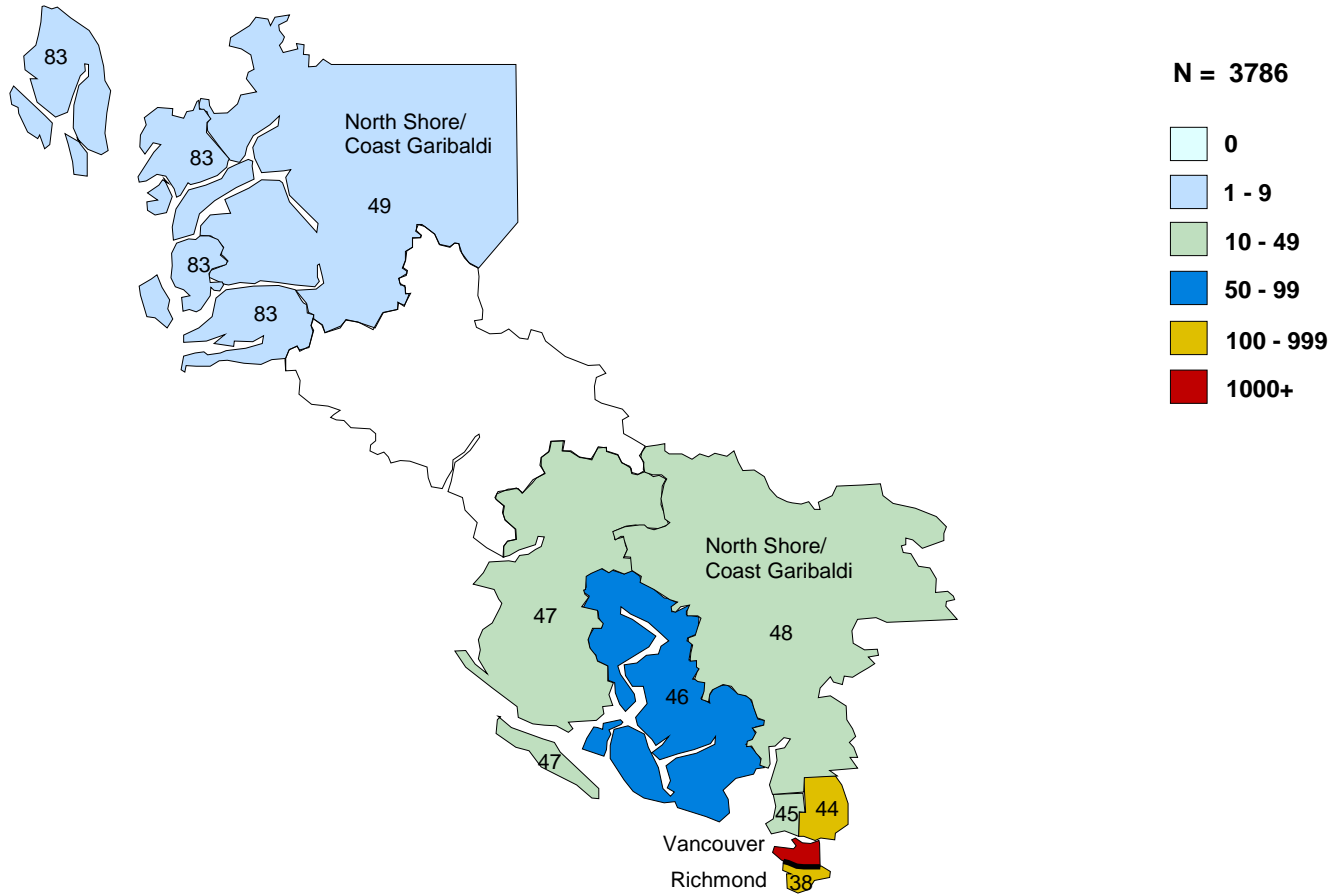 83
N = 3786
North Shore/
Coast Garibaldi
0
83
1 - 9
49
10 - 49
83
50 - 99
83
100 - 999
1000+
North Shore/
Coast Garibaldi
47
48
46
47
45
44
Vancouver
Richmond
38